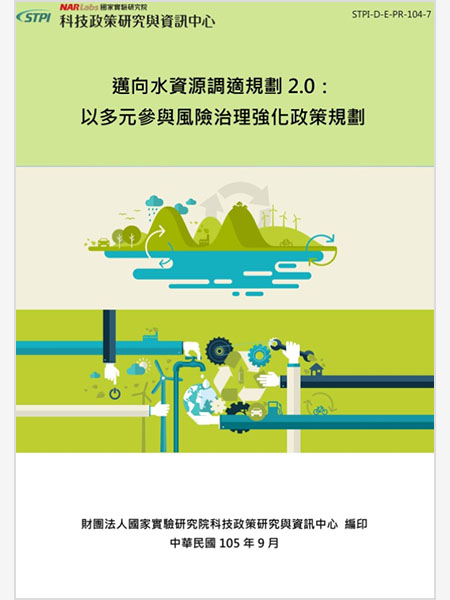 STPI NARLabs 國家實驗研究院
科技政策研究與資訊中心
STPI-D-E-PR-104-7
邁向水資源調適規劃 2.0：
以多元參與風險治理強化政策規劃
財團法人國家實驗研究院科技政策研究與資訊中心 編印
中華民國 105 年 9 月